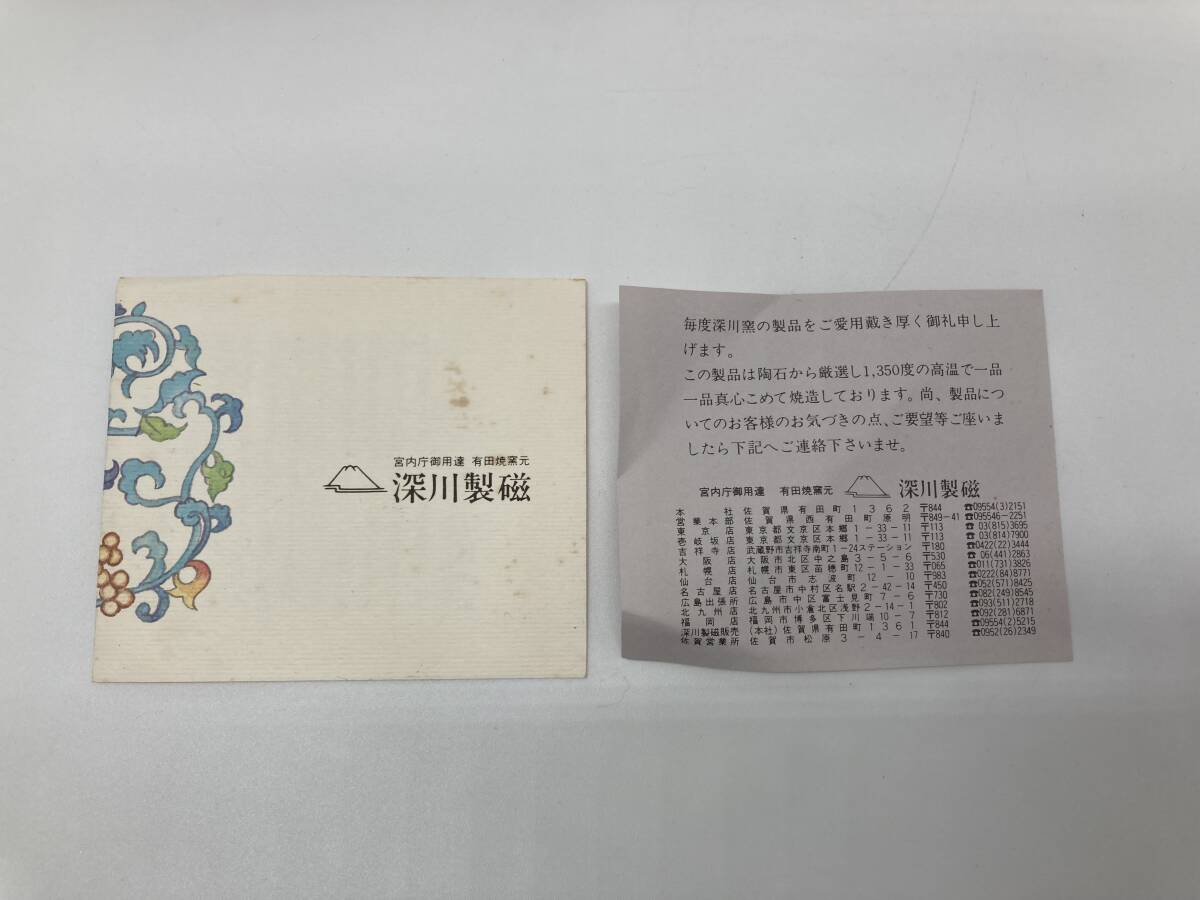 宮内庁御用達 有田焼窯元
深川製磁
毎度深川窯の製品をご愛用戴き厚く御礼申し上
げます。
この製品は陶石から厳選し1,350度の高温で一品
一品真心こめて焼造しております。尚、製品につ
いてのお客様のお気づきの点、ご要望等ご座いま
したら下記へご連絡下さいませ。
宮内庁御用達 有田焼窯元 深川製磁
本社 佐賀県有田町1362 〒844 ☎09554(3)2151
営業本部 佐賀県西有田町原明 〒849-41 ☎095546-2251
東京店 東京都文京区本郷1-33-11 〒113 ☎03(815)3695
壱岐坂店 東京都文京区本郷1-33-11 〒113 ☎03(814)7900
吉祥寺店 武蔵野市吉祥寺南町1-24ステーション 〒180 ☎0422(22)3444
大阪店 大阪市北区中之島3-5-6 〒530 ☎06(441)2863
札幌店 札幌市東区苗穂町12-1-33 〒065 ☎011(731)3826
仙台店 仙台市志波町12-10 〒983 ☎0222(84)8771
名古屋店 名古屋市中村区名駅2-42-14 〒450 ☎052(571)8425
広島出張所 広島市中区富士見町7-6 〒730 ☎082(249)8545
北九州店 北九州市小倉北区浅野2-14-1 〒802 ☎093(511)2718
福岡店 福岡市博多区下川端10-7 〒812 ☎092(281)6871
深川製磁販売 (本社)佐賀県有田町1361 〒844 ☎09554(2)5215
佐賀営業所 佐賀市松原3-4-17 〒840 ☎0952(26)2349